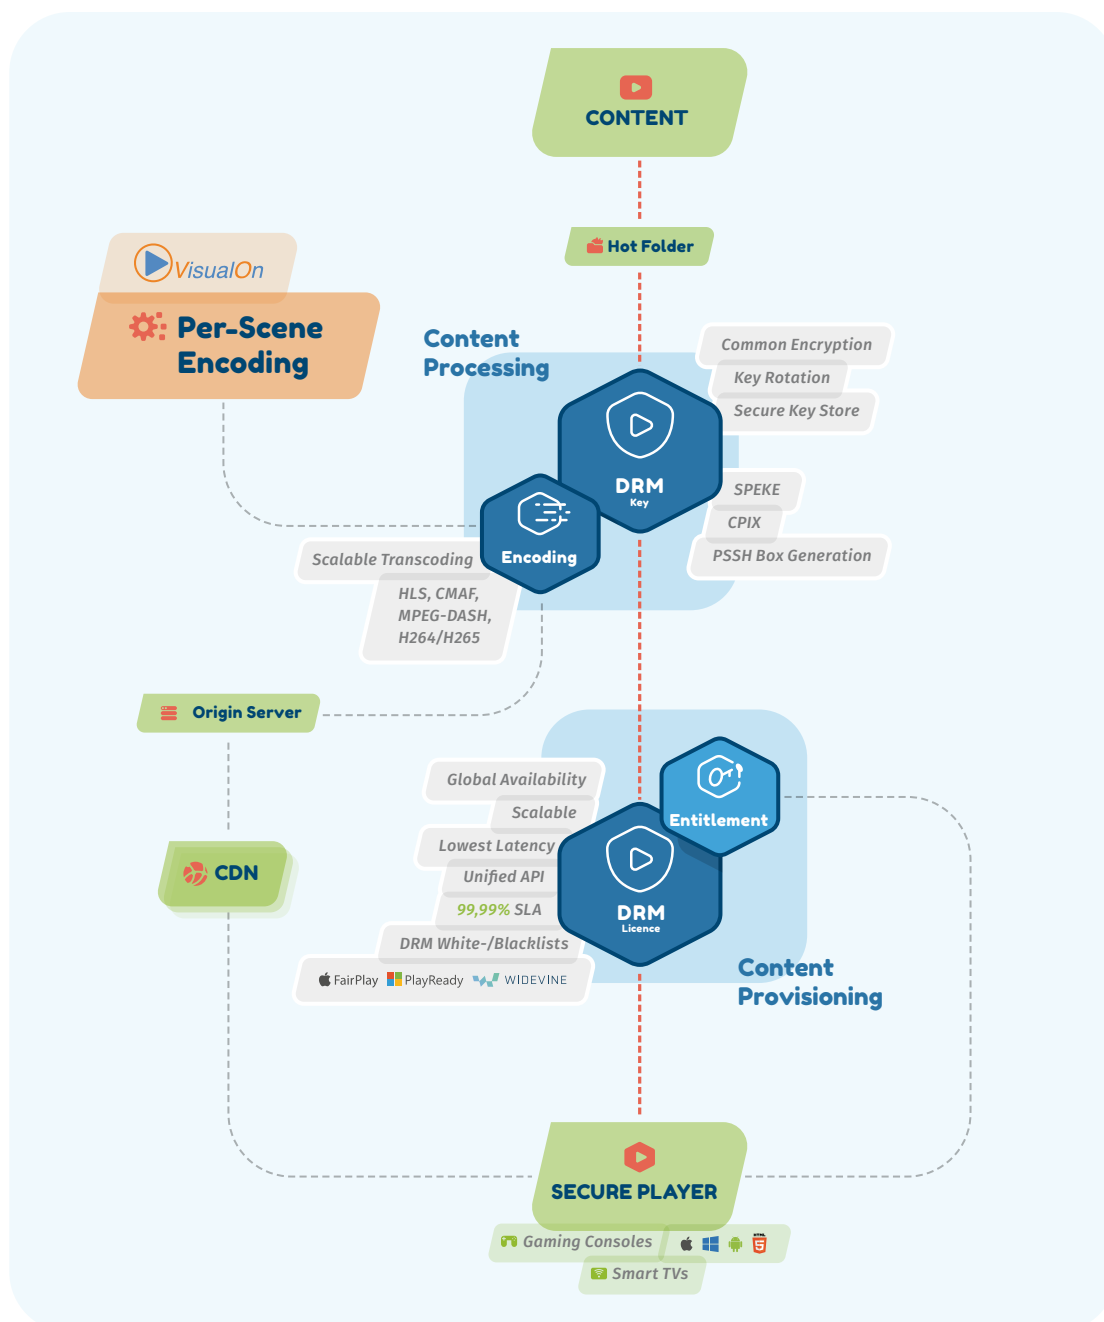 CONTENT
Hot Folder
VisualOn
Per-Scene
Encoding
Content
Processing
Common Encryption
Key Rotation
Secure Key Store
DRM
Key
SPEKE
CPIX
PSSH Box Generation
Encoding
Scalable Transcoding
HLS, CMAF,
MPEG-DASH,
H264/H265
Origin Server
CDN
Global Availability
Scalable
Lowest Latency
Unified API
99,99% SLA
DRM White-/Blacklists
FairPlay PlayReady WIDEVINE
Entitlement
DRM
Licence
Content
Provisioning
SECURE PLAYER
Gaming Consoles
HTML
5
Smart TVs